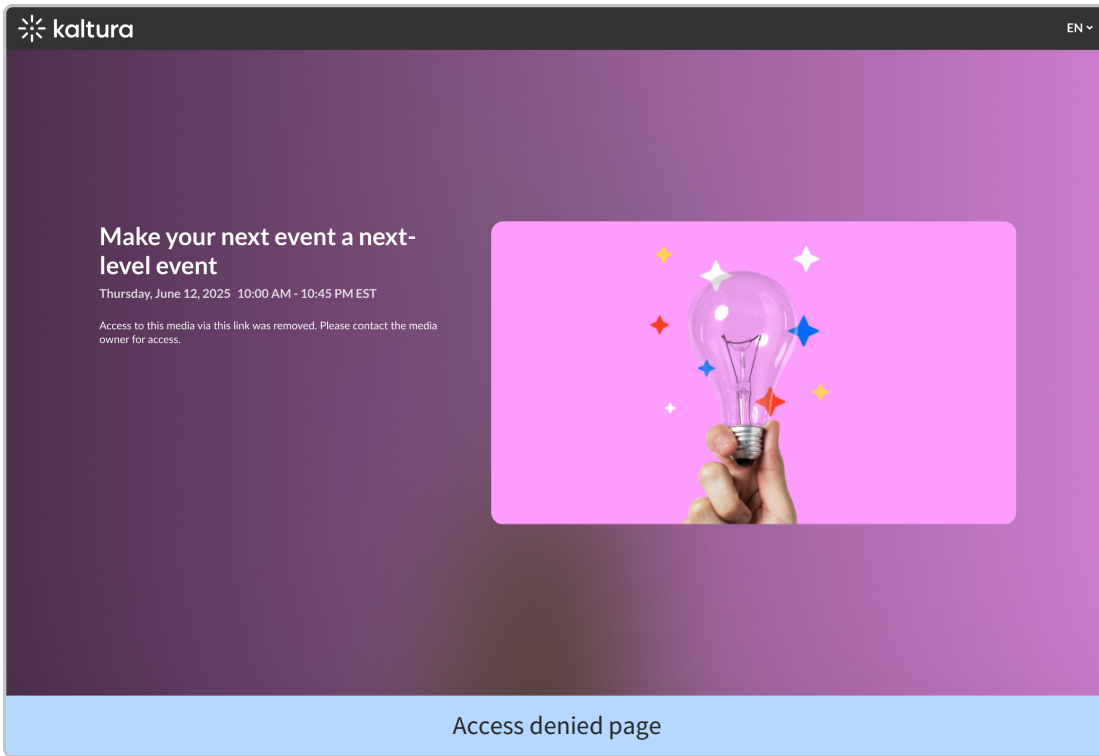 kaltura
EN
Make your next event a next-
level event
Thursday, June 12, 2025 10:00 AM - 10:45 PM EST
Access to this media via this link was removed. Please contact the media
owner for access.
Access denied page